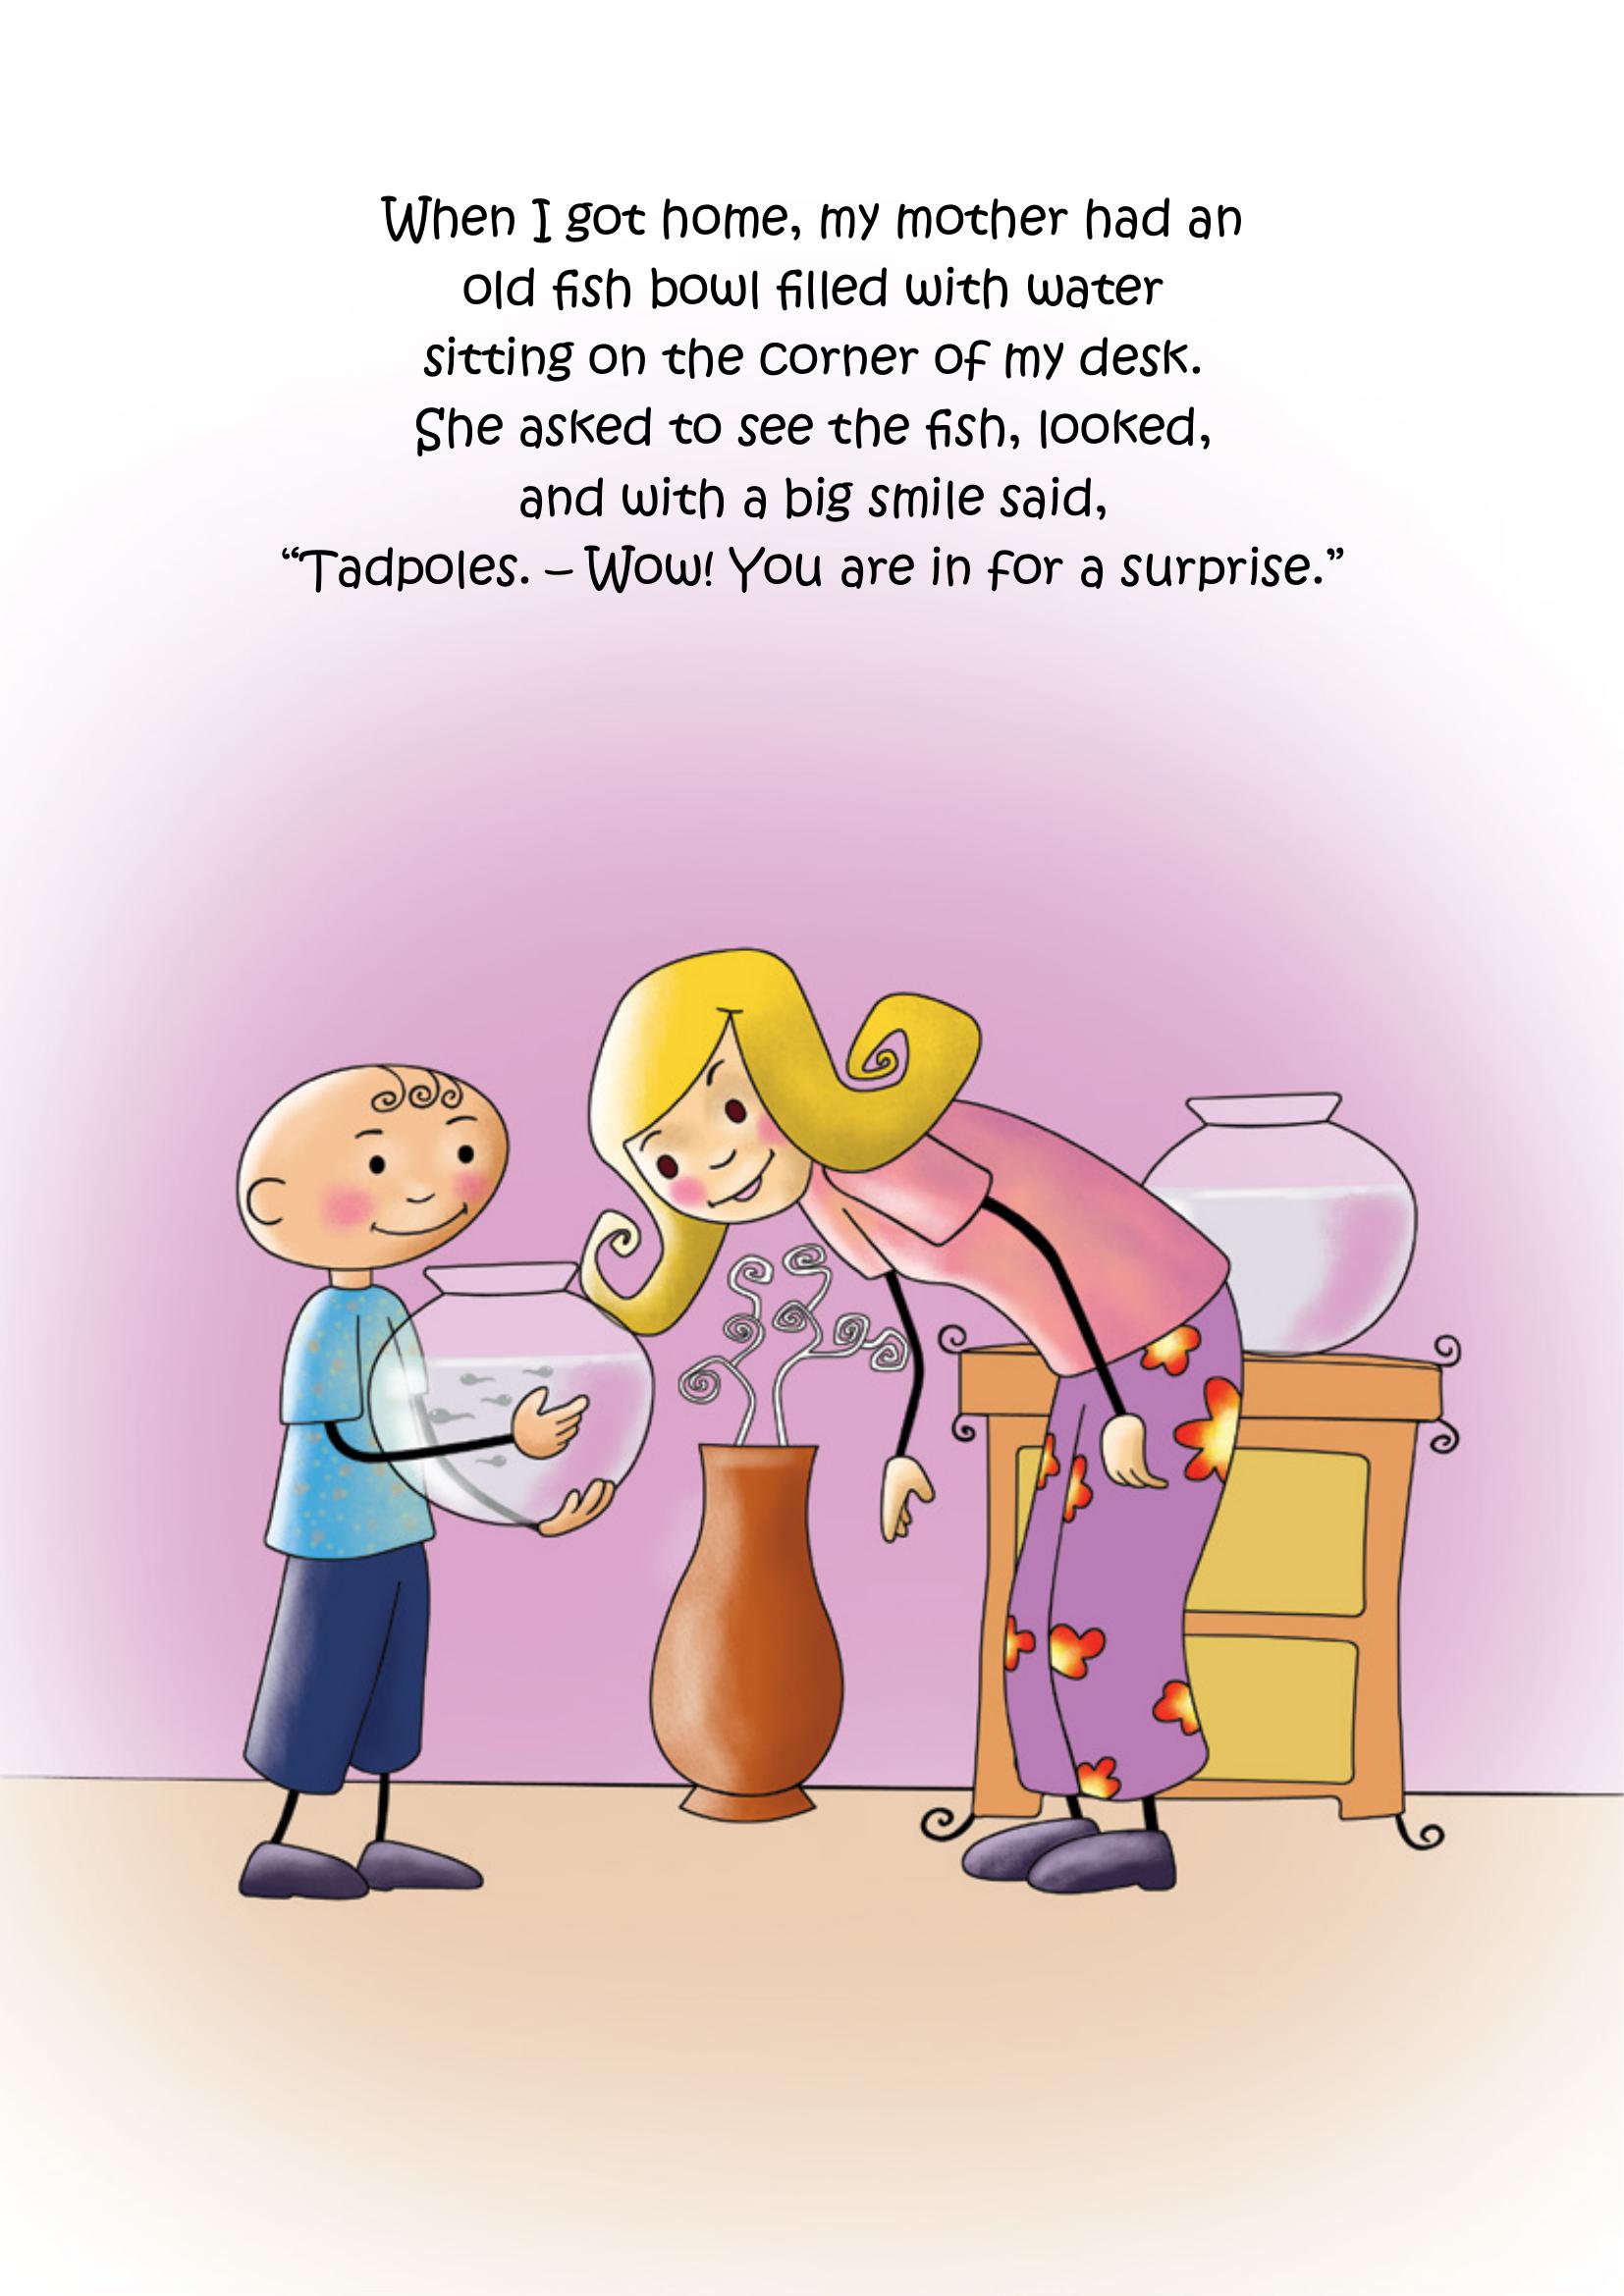 When I got home, my mother had an
old fish bowl filled with water
sitting on the corner of my desk.
She asked to see the fish, looked,
and with a big smile said,
“Tadpoles. – Wow! You are in for a surprise.”